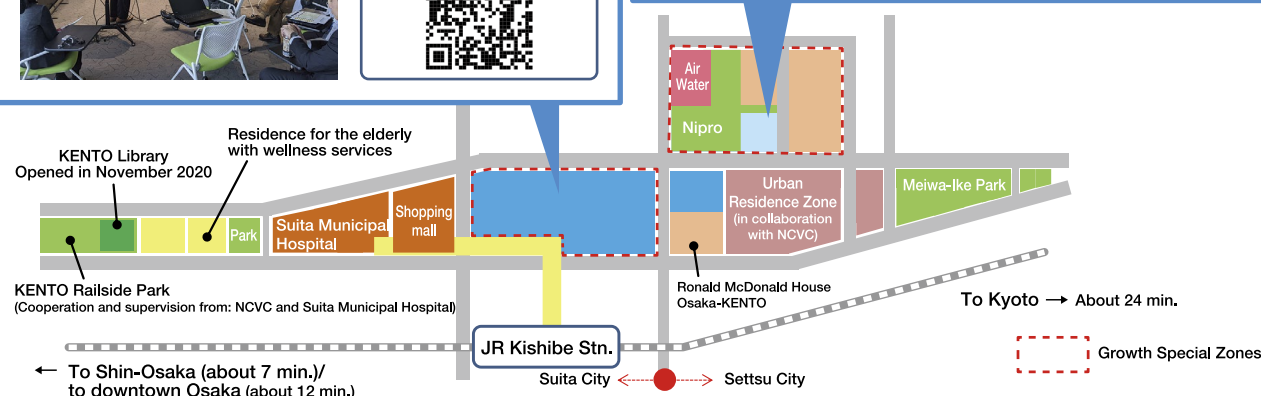 Air
Water
Nipro
Residence for the elderly
with wellness services
KENTO Library
Opened in November 2020
Park
Suita Municipal
Hospital
Shopping
mall
Urban
Residence Zone
(in collaboration
with NCVC)
Meiwa-Ike Park
KENTO Railside Park
(Cooperation and supervision from: NCVC and Suita Municipal Hospital)
Ronald McDonald House
Osaka-KENTO
To Kyoto → About 24 min.
JR Kishibe Stn.
Growth Special Zones
← To Shin-Osaka (about 7 min.)/
to downtown Osaka (about 12 min.)
Suita City
Settsu City